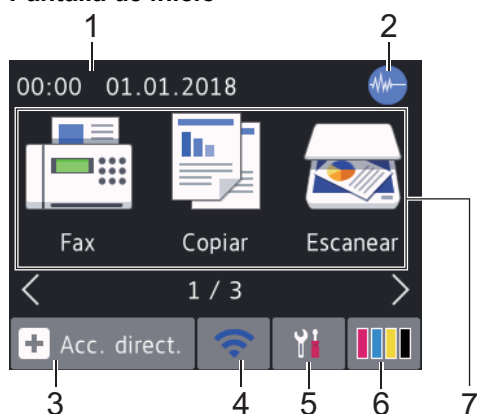 Pantalla de Inicio
1 2
00:00 01.01.2018
Fax Copiar Escanear
1 / 3
Acc. direct.
3 4 5 6 7